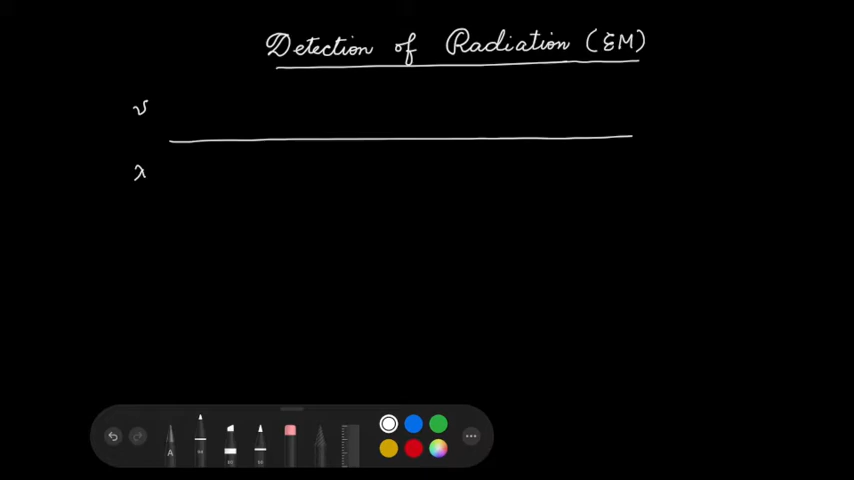 Detection of Radiation (EM)
ν
λ
A